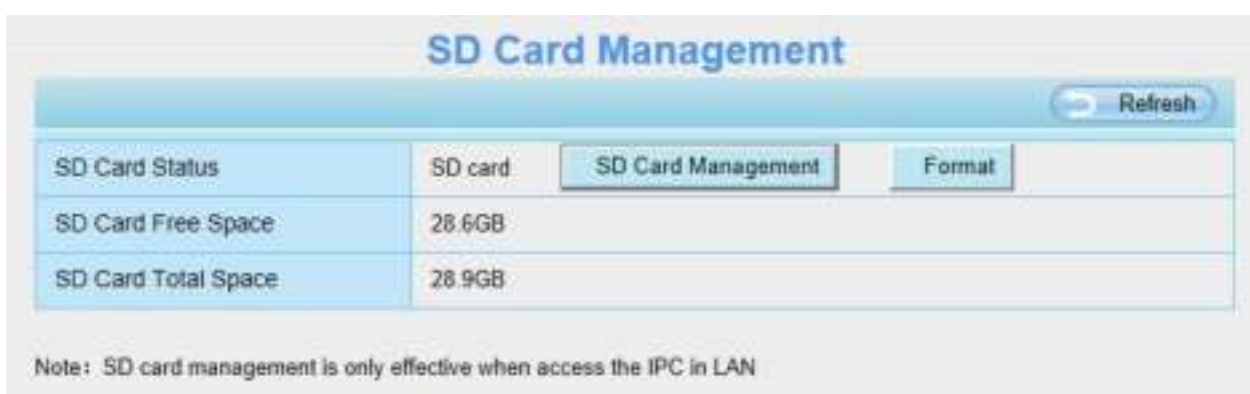 SD Card Management
Refresh
SD Card Status SD card SD Card Management Format
SD Card Free Space 28.6GB
SD Card Total Space 28.9GB
Note: SD card management is only effective when access the IPC in LAN